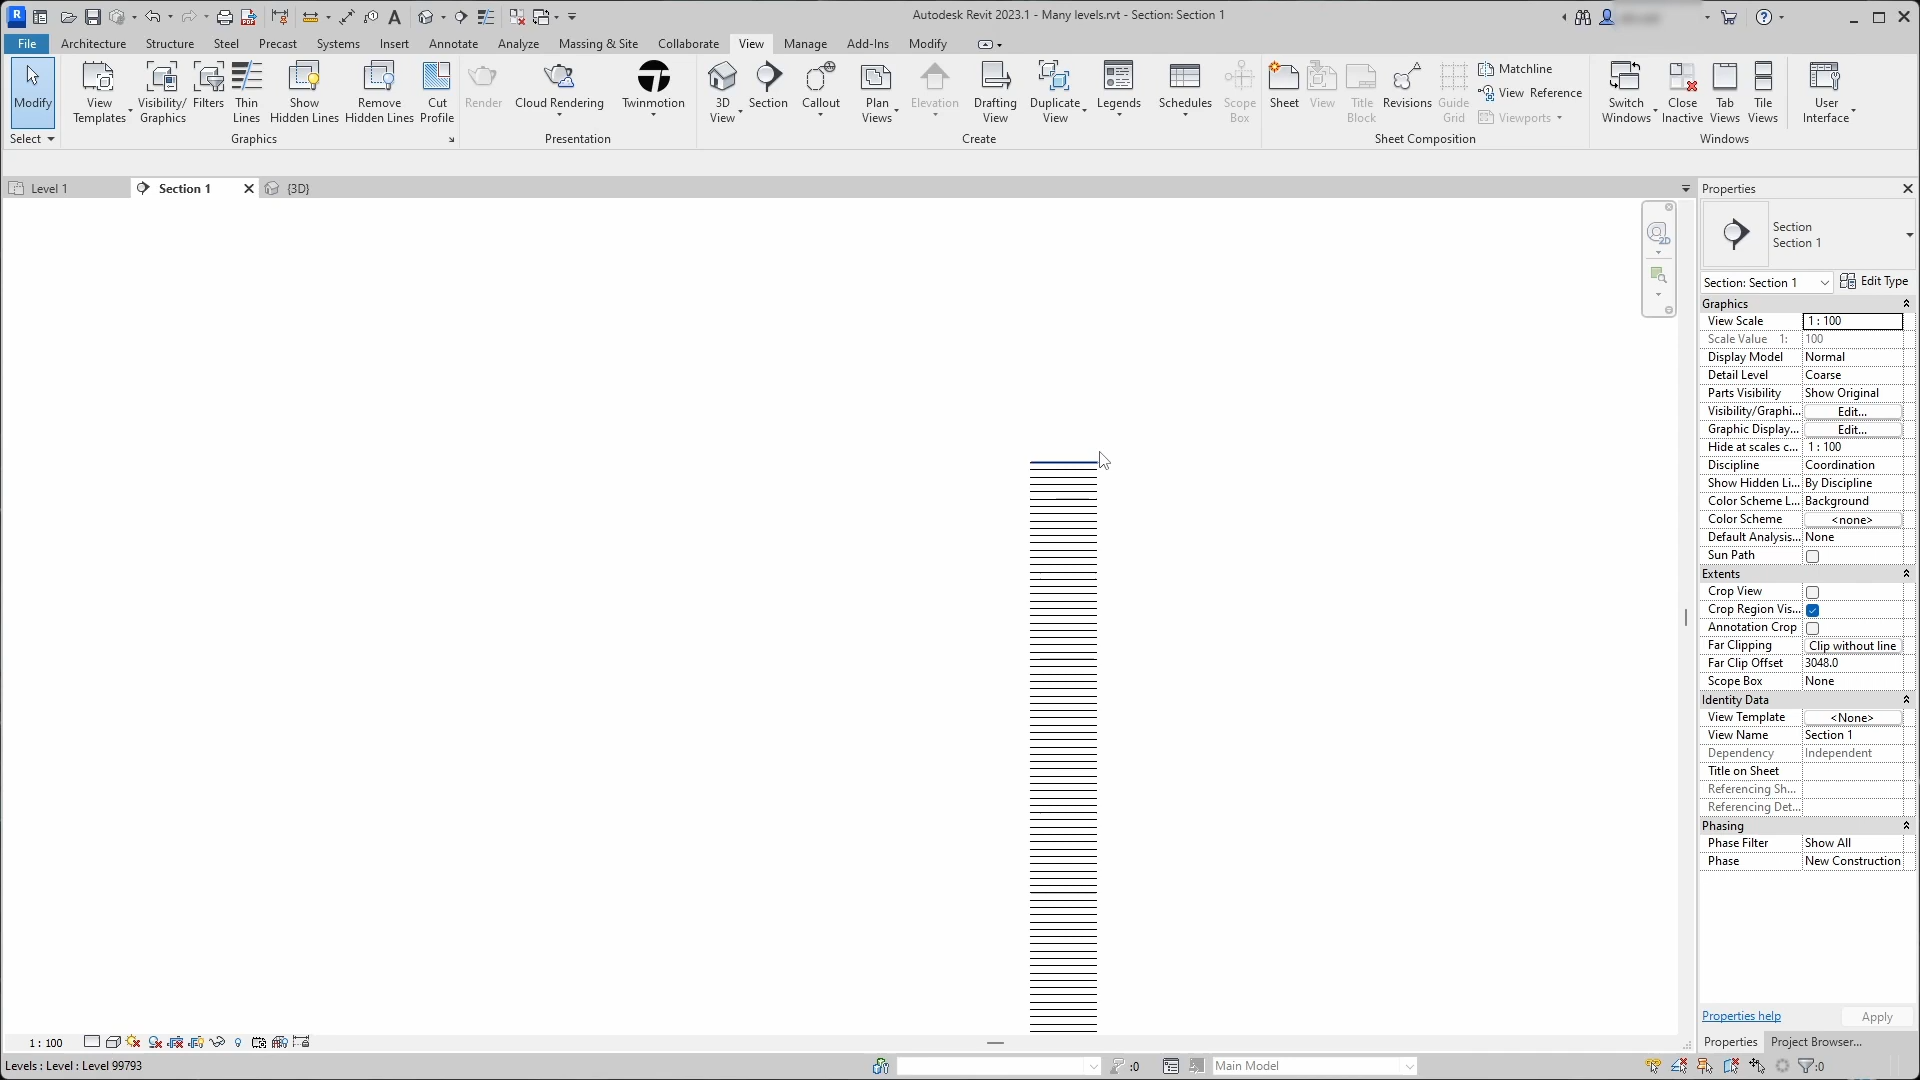 Autodesk Revit 2023.1 - Many levels.rvt - Section: Section 1
File Architecture Structure Steel Precast Systems Insert Annotate Analyze Massing & Site Collaborate View Manage Add-Ins Modify
Modify
View Templates
Visibility/ Graphics
Filters
Thin Lines
Show Hidden Lines
Remove Hidden Lines
Cut Profile
Render
Cloud Rendering
Twinmotion
3D View
Section
Callout
Plan Views
Elevation
Drafting View
Duplicate View
Legends
Schedules
Scope Box
Sheet
View
Title Block
Revisions
Guide Grid
Matchline
View Reference
Viewports
Switch Windows
Close Inactive
Tab Views
Tile Views
User Interface
Select Graphics Presentation Create Sheet Composition Windows
Level 1 Section 1 {3D}
2D
Properties
Section
Section 1
Section: Section 1 Edit Type
Graphics
View Scale 1 : 100
Scale Value 1: 100
Display Model Normal
Detail Level Coarse
Parts Visibility Show Original
Visibility/Graphi... Edit...
Graphic Display... Edit...
Hide at scales c... 1 : 100
Discipline Coordination
Show Hidden Li... By Discipline
Color Scheme L... Background
Color Scheme <none>
Default Analysis... None
Sun Path
Extents
Crop View
Crop Region Vis...
Annotation Crop
Far Clipping Clip without line
Far Clip Offset 3048.0
Scope Box None
Identity Data
View Template <None>
View Name Section 1
Dependency Independent
Title on Sheet
Referencing Sh...
Referencing Det...
Phasing
Phase Filter Show All
Phase New Construction
Properties help Apply
1 : 100
Properties Project Browser...
Levels : Level : Level 99793 :0 Main Model :0